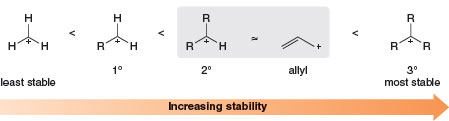 H H R R
H + H < R + H < R + H ≃ + < R + R
least stable 1° 2° allyl 3°
most stable
Increasing stability